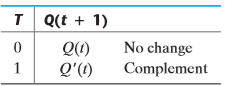 T Q(t + 1)
0 Q(t) No change
1 Q'(t) Complement